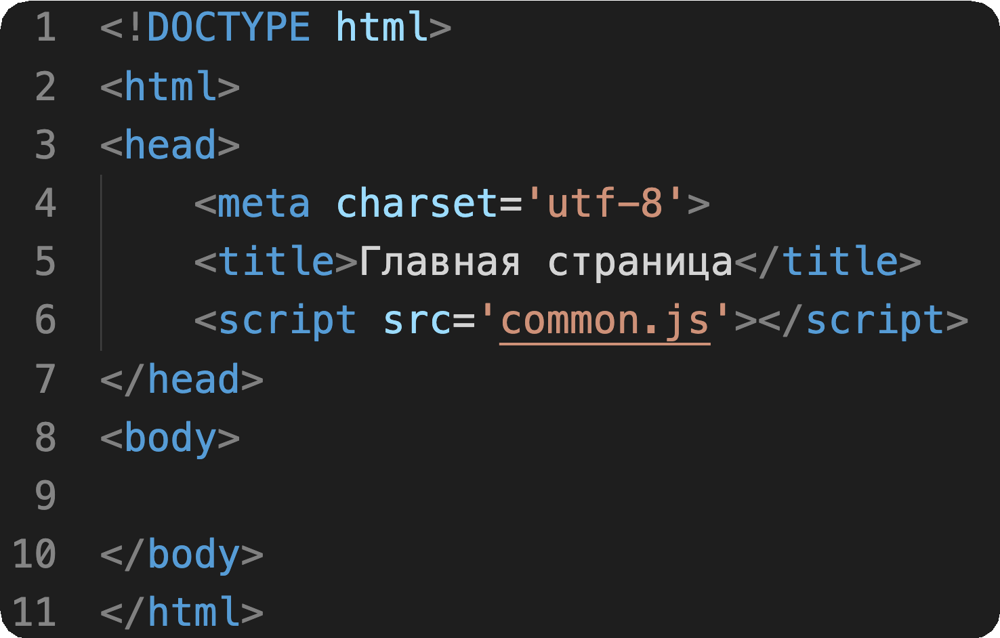 1 <!DOCTYPE html>
2 <html>
3 <head>
4 <meta charset='utf-8'>
5 <title>Главная страница</title>
6 <script src='common.js'></script>
7 </head>
8 <body>
9
10 </body>
11 </html>